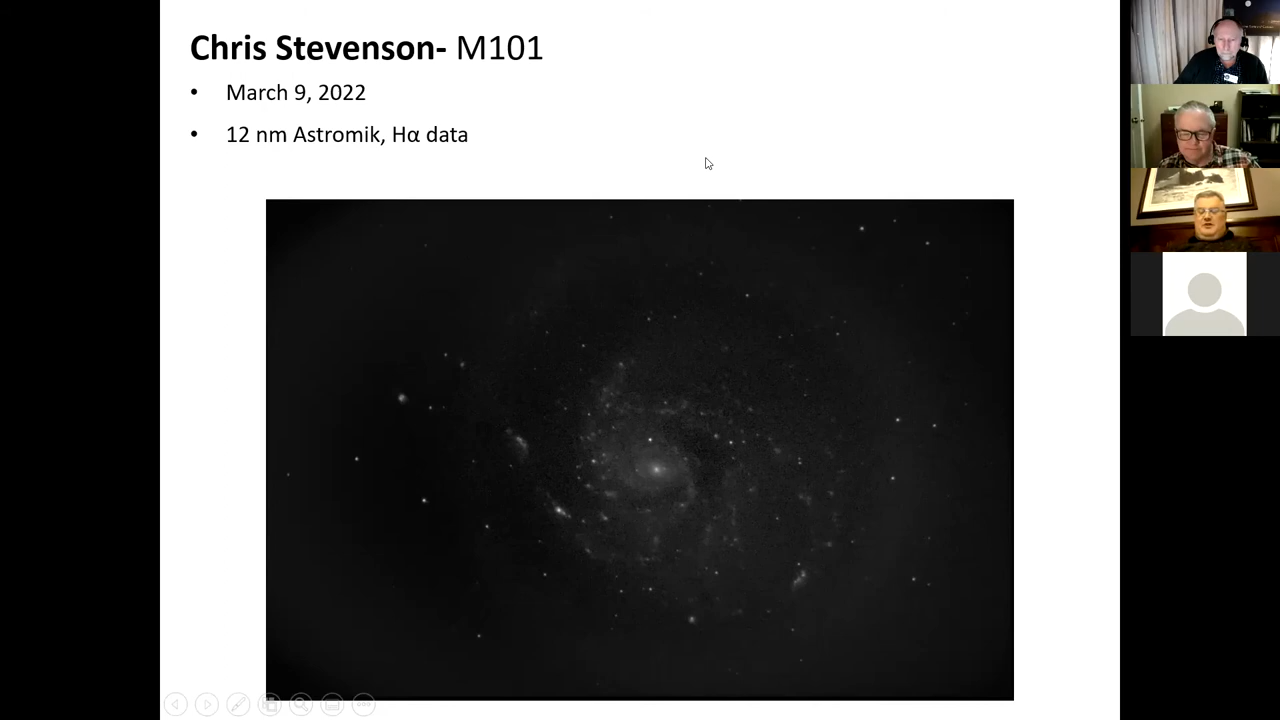 Chris Stevenson- M101
• March 9, 2022
• 12 nm Astromik, Hα data